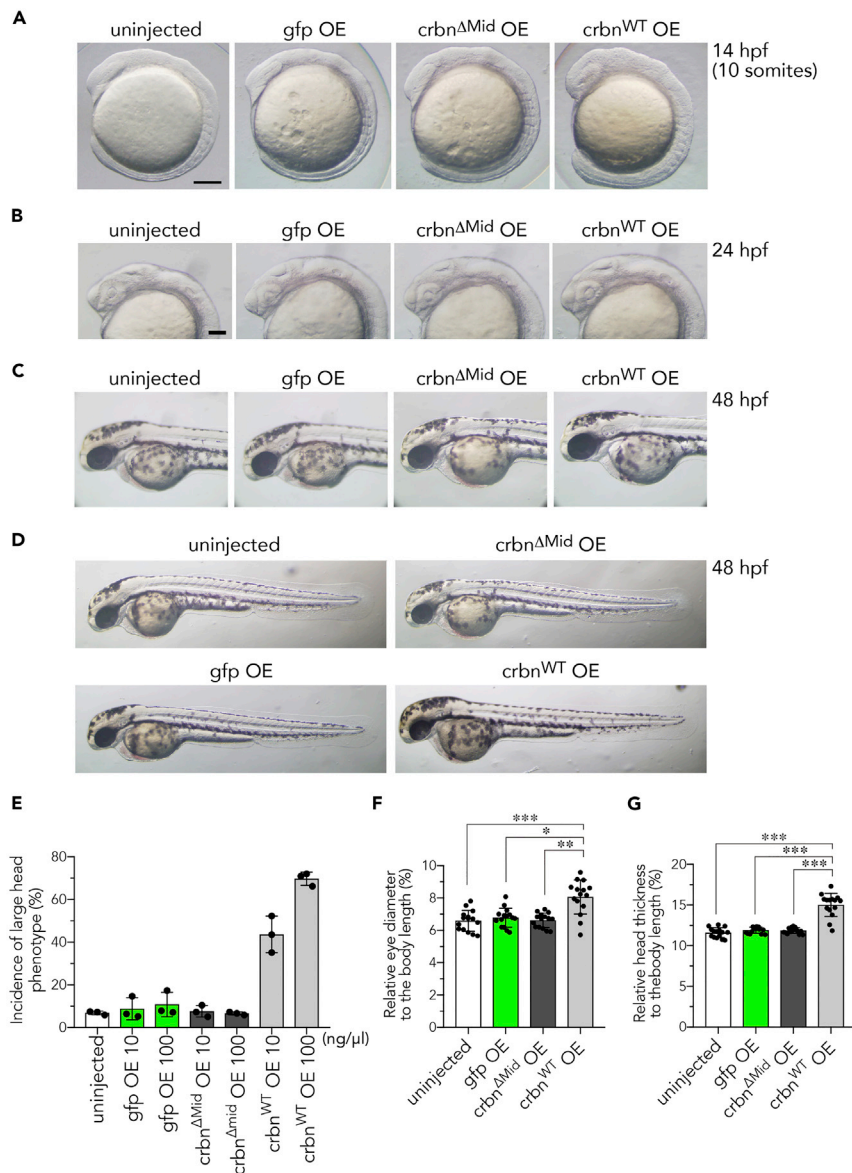 A
uninjected gfp OE crbnΔMid OE crbnWT OE
14 hpf
(10 somites)
B
uninjected gfp OE crbnΔMid OE crbnWT OE
24 hpf
C
uninjected gfp OE crbnΔMid OE crbnWT OE
48 hpf
D
uninjected crbnΔMid OE
48 hpf
gfp OE crbnWT OE
E
Incidence of large head
phenotype (%)
80
60
40
20
0
uninjected
gfp OE 10
gfp OE 100
crbnΔMid OE 10
crbnΔmid OE 100
crbnWT OE 10
crbnWT OE 100
(ng/µl)
F
Relative eye diameter
to the body length (%)
10
8
6
4
2
0
***
*
**
uninjected
gfp OE
crbnΔMid OE
crbnWT OE
G
Relative head thickness
to thebody length (%)
20
15
10
5
0
***
***
***
uninjected
gfp OE
crbnΔMid OE
crbnWT OE